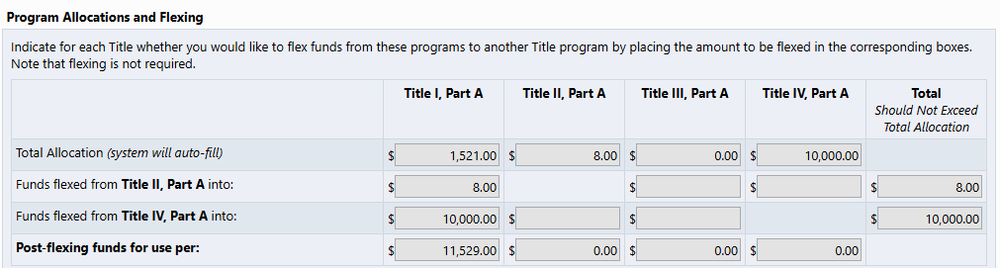 Program Allocations and Flexing
Indicate for each Title whether you would like to flex funds from these programs to another Title program by placing the amount to be flexed in the corresponding boxes.
Note that flexing is not required.
Title I, Part A Title II, Part A Title III, Part A Title IV, Part A Total
Should Not Exceed
Total Allocation
Total Allocation (system will auto-fill) $ 1,521.00 $ 8.00 $ 0.00 $ 10,000.00
Funds flexed from Title II, Part A into: $ 8.00 $ $ $ 8.00
Funds flexed from Title IV, Part A into: $ 10,000.00 $ $ $ 10,000.00
Post-flexing funds for use per: $ 11,529.00 $ 0.00 $ 0.00 $ 0.00